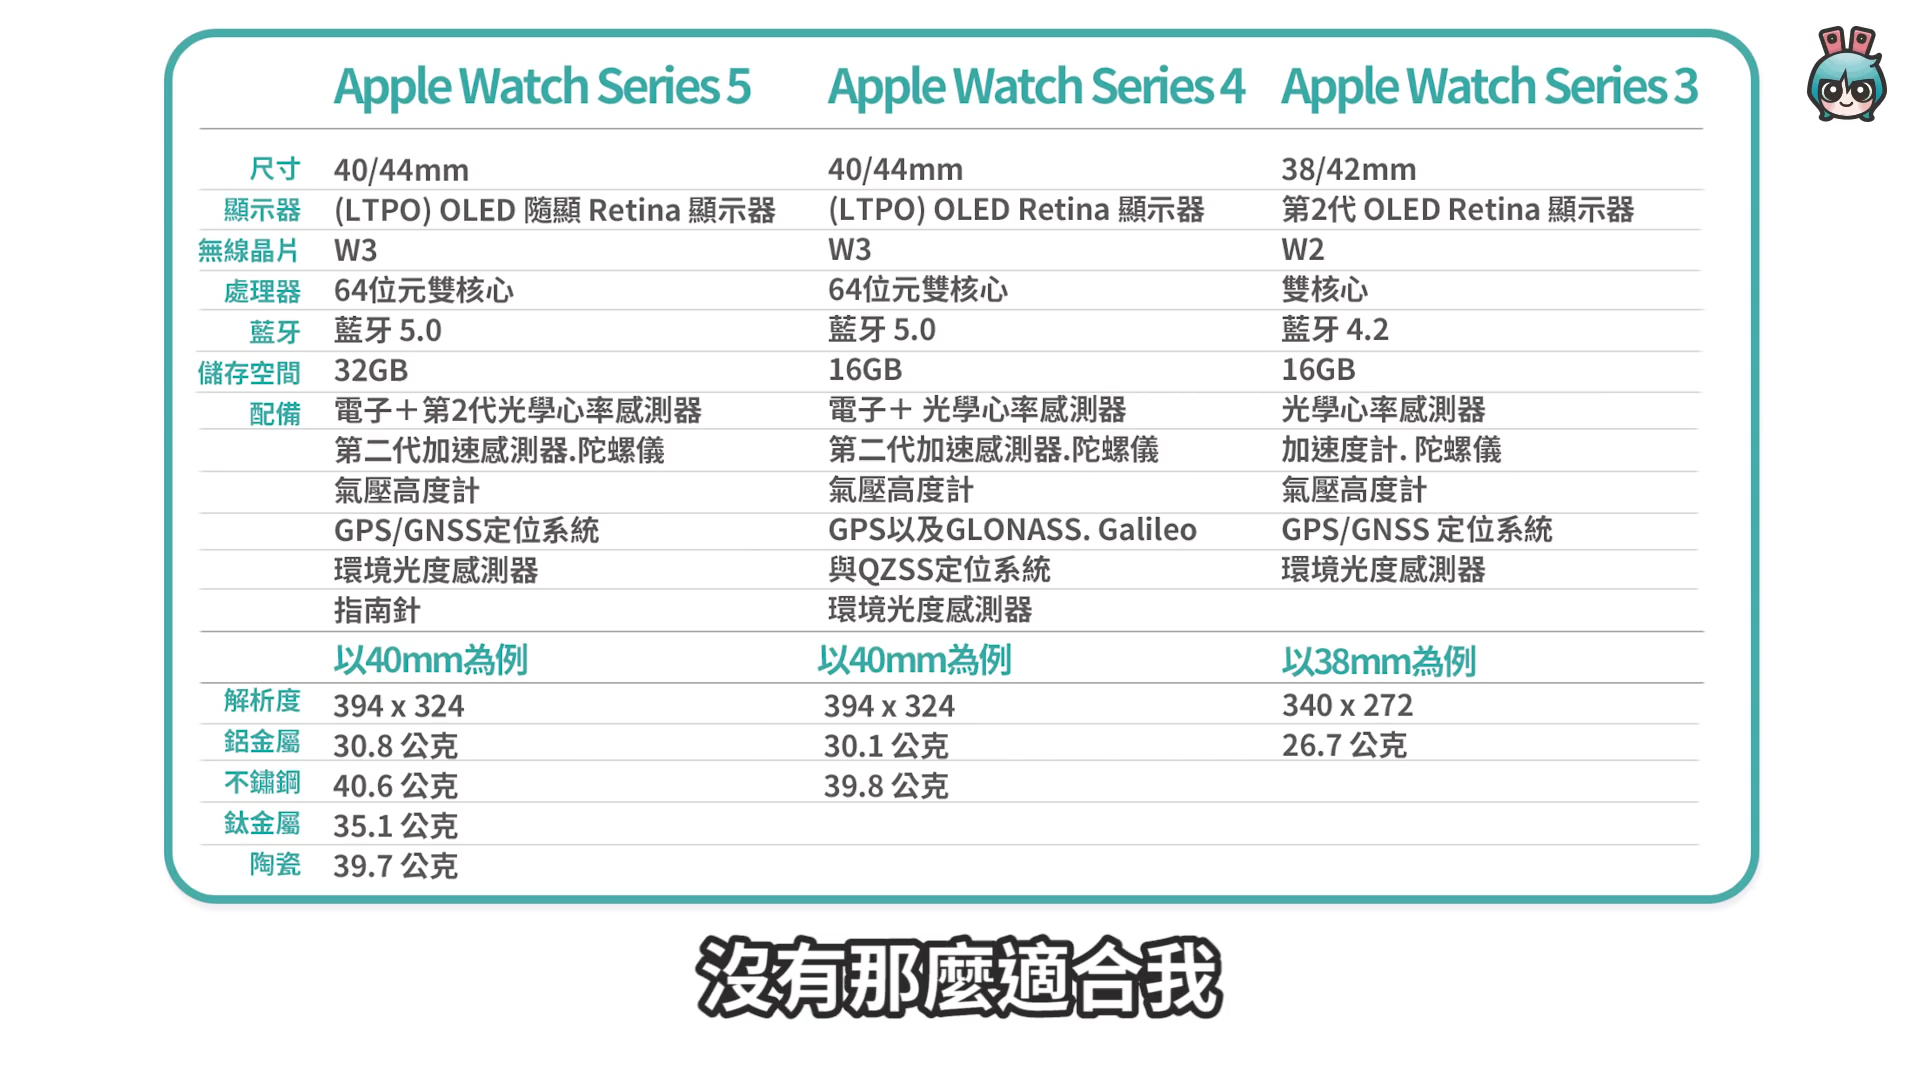 Apple Watch Series 5 Apple Watch Series 4 Apple Watch Series 3
尺寸 40/44mm 40/44mm 38/42mm
顯示器 (LTPO) OLED 隨顯 Retina 顯示器 (LTPO) OLED Retina 顯示器 第2代 OLED Retina 顯示器
無線晶片 W3 W3 W2
處理器 64位元雙核心 64位元雙核心 雙核心
藍牙 藍牙 5.0 藍牙 5.0 藍牙 4.2
儲存空間 32GB 16GB 16GB
配備 電子＋第2代光學心率感測器 電子＋ 光學心率感測器 光學心率感測器
第二代加速感測器.陀螺儀 第二代加速感測器.陀螺儀 加速度計. 陀螺儀
氣壓高度計 氣壓高度計 氣壓高度計
GPS/GNSS定位系統 GPS以及GLONASS. Galileo GPS/GNSS 定位系統
環境光度感測器 與QZSS定位系統 環境光度感測器
指南針 環境光度感測器
以40mm為例 以40mm為例 以38mm為例
解析度 394 x 324 394 x 324 340 x 272
鋁金屬 30.8 公克 30.1 公克 26.7 公克
不鏽鋼 40.6 公克 39.8 公克
鈦金屬 35.1 公克
陶瓷 39.7 公克
沒有那麼適合我